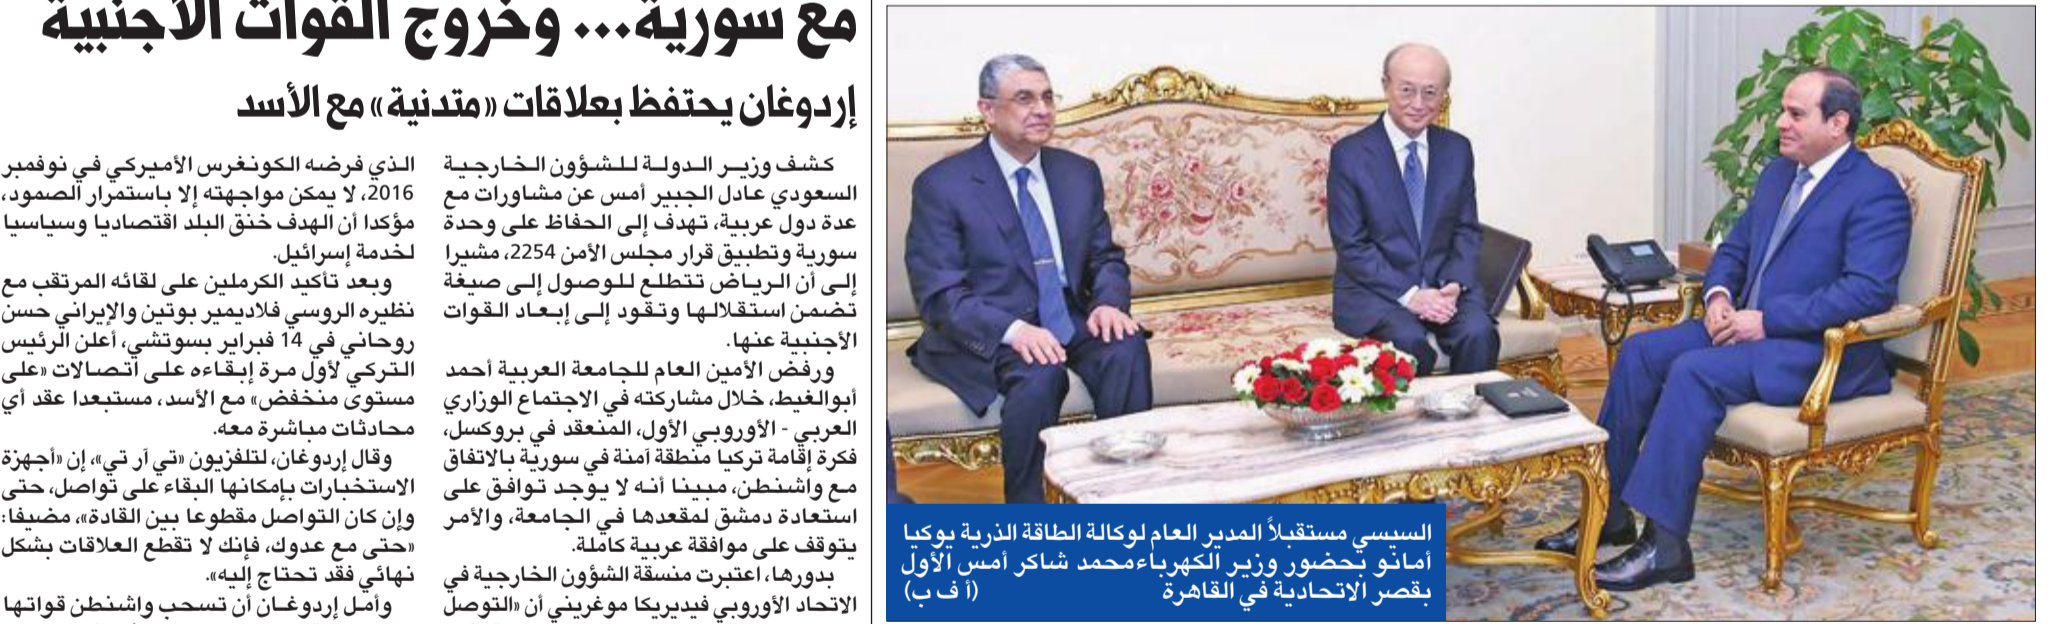 مع سورية... وخروج القوات الأجنبية
إردوغان يحتفظ بعلاقات «متدنية» مع الأسد
كشف وزير الدولة للشؤون الخارجية
السعودي عادل الجبير أمس عن مشاورات مع
عدة دول عربية، تهدف إلى الحفاظ على وحدة
سورية وتطبيق قرار مجلس الأمن 2254، مشيرا
إلى أن الرياض تتطلع للوصول إلى صيغة
تضمن استقلالها وتقود إلى إبعاد القوات
الأجنبية عنها.
ورفض الأمين العام للجامعة العربية أحمد
أبوالغيط، خلال مشاركته في الاجتماع الوزاري
العربي - الأوروبي الأول، المنعقد في بروكسل،
فكرة إقامة تركيا منطقة آمنة في سورية بالاتفاق
مع واشنطن، مبينا أنه لا يوجد توافق على
استعادة دمشق لمقعدها في الجامعة، والأمر
يتوقف على موافقة عربية كاملة.
بدورها، اعتبرت منسقة الشؤون الخارجية في
الاتحاد الأوروبي فيديريكا موغريني أن «التوصل
الذي فرضه الكونغرس الأميركي في نوفمبر
2016، لا يمكن مواجهته إلا باستمرار الصمود،
مؤكدا أن الهدف خنق البلد اقتصاديا وسياسيا
لخدمة إسرائيل.
وبعد تأكيد الكرملين على لقائه المرتقب مع
نظيره الروسي فلاديمير بوتين والإيراني حسن
روحاني في 14 فبراير بسوتشي، أعلن الرئيس
التركي لأول مرة إبقاءه على اتصالات «على
مستوى منخفض» مع الأسد، مستبعدا عقد أي
محادثات مباشرة معه.
وقال إردوغان، لتلفزيون «تي آر تي»، إن «أجهزة
الاستخبارات بإمكانها البقاء على تواصل، حتى
وإن كان التواصل مقطوعا بين القادة»، مضيفا:
«حتى مع عدوك، فإنك لا تقطع العلاقات بشكل
نهائي فقد تحتاج إليه».
وأمل إردوغان أن تسحب واشنطن قواتها
السيسي مستقبلاً المدير العام لوكالة الطاقة الذرية يوكيا
أمانو بحضور وزير الكهرباء محمد شاكر أمس الأول
بقصر الاتحادية في القاهرة (أ ف ب)